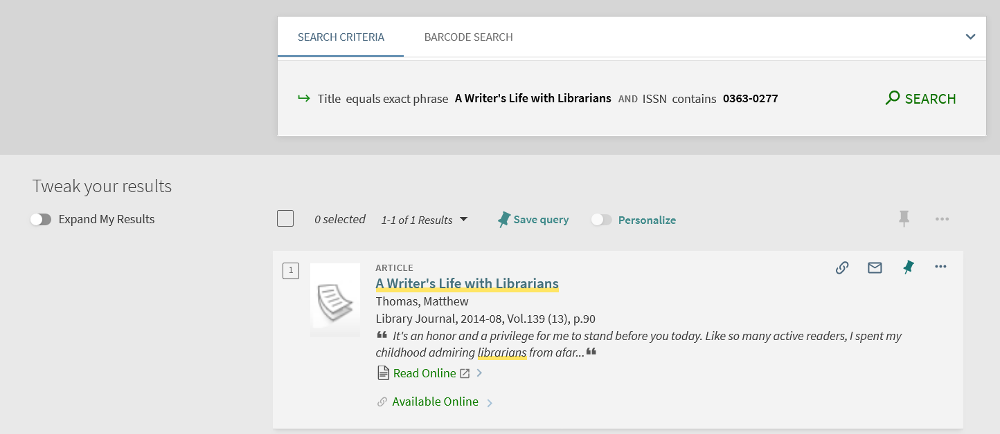 SEARCH CRITERIA BARCODE SEARCH
Title equals exact phrase A Writer's Life with Librarians AND ISSN contains 0363-0277 SEARCH
Tweak your results
Expand My Results 0 selected 1-1 of 1 Results Save query Personalize
1 ARTICLE
A Writer's Life with Librarians
Thomas, Matthew
Library Journal, 2014-08, Vol.139 (13), p.90
❝ It's an honor and a privilege for me to stand before you today. Like so many active readers, I spent my
childhood admiring librarians from afar...❝
Read Online
Available Online